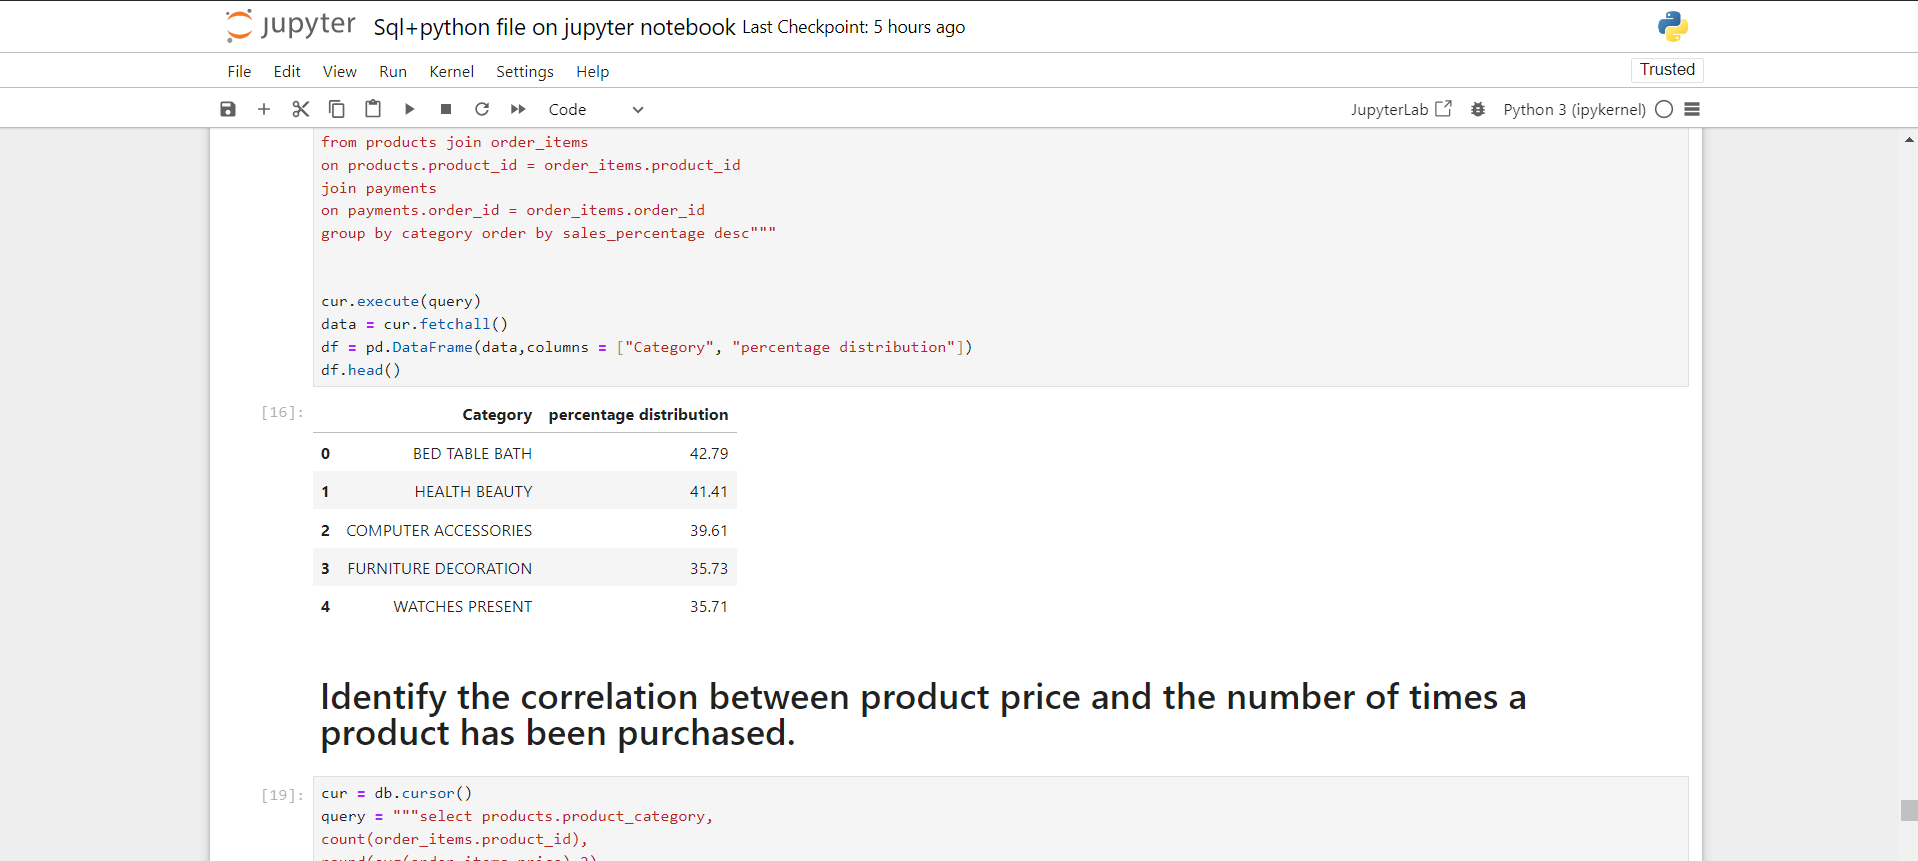 jupyter Sql+python file on jupyter notebook Last Checkpoint: 5 hours ago
File Edit View Run Kernel Settings Help Trusted
Code JupyterLab Python 3 (ipykernel)
from products join order_items
on products.product_id = order_items.product_id
join payments
on payments.order_id = order_items.order_id
group by category order by sales_percentage desc"""
cur.execute(query)
data = cur.fetchall()
df = pd.DataFrame(data,columns = ["Category", "percentage distribution"])
df.head()
[16]:
Category percentage distribution
0 BED TABLE BATH 42.79
1 HEALTH BEAUTY 41.41
2 COMPUTER ACCESSORIES 39.61
3 FURNITURE DECORATION 35.73
4 WATCHES PRESENT 35.71
Identify the correlation between product price and the number of times a
product has been purchased.
[19]: cur = db.cursor()
query = """select products.product_category,
count(order_items.product_id),
round(avg(order_items.price),2)